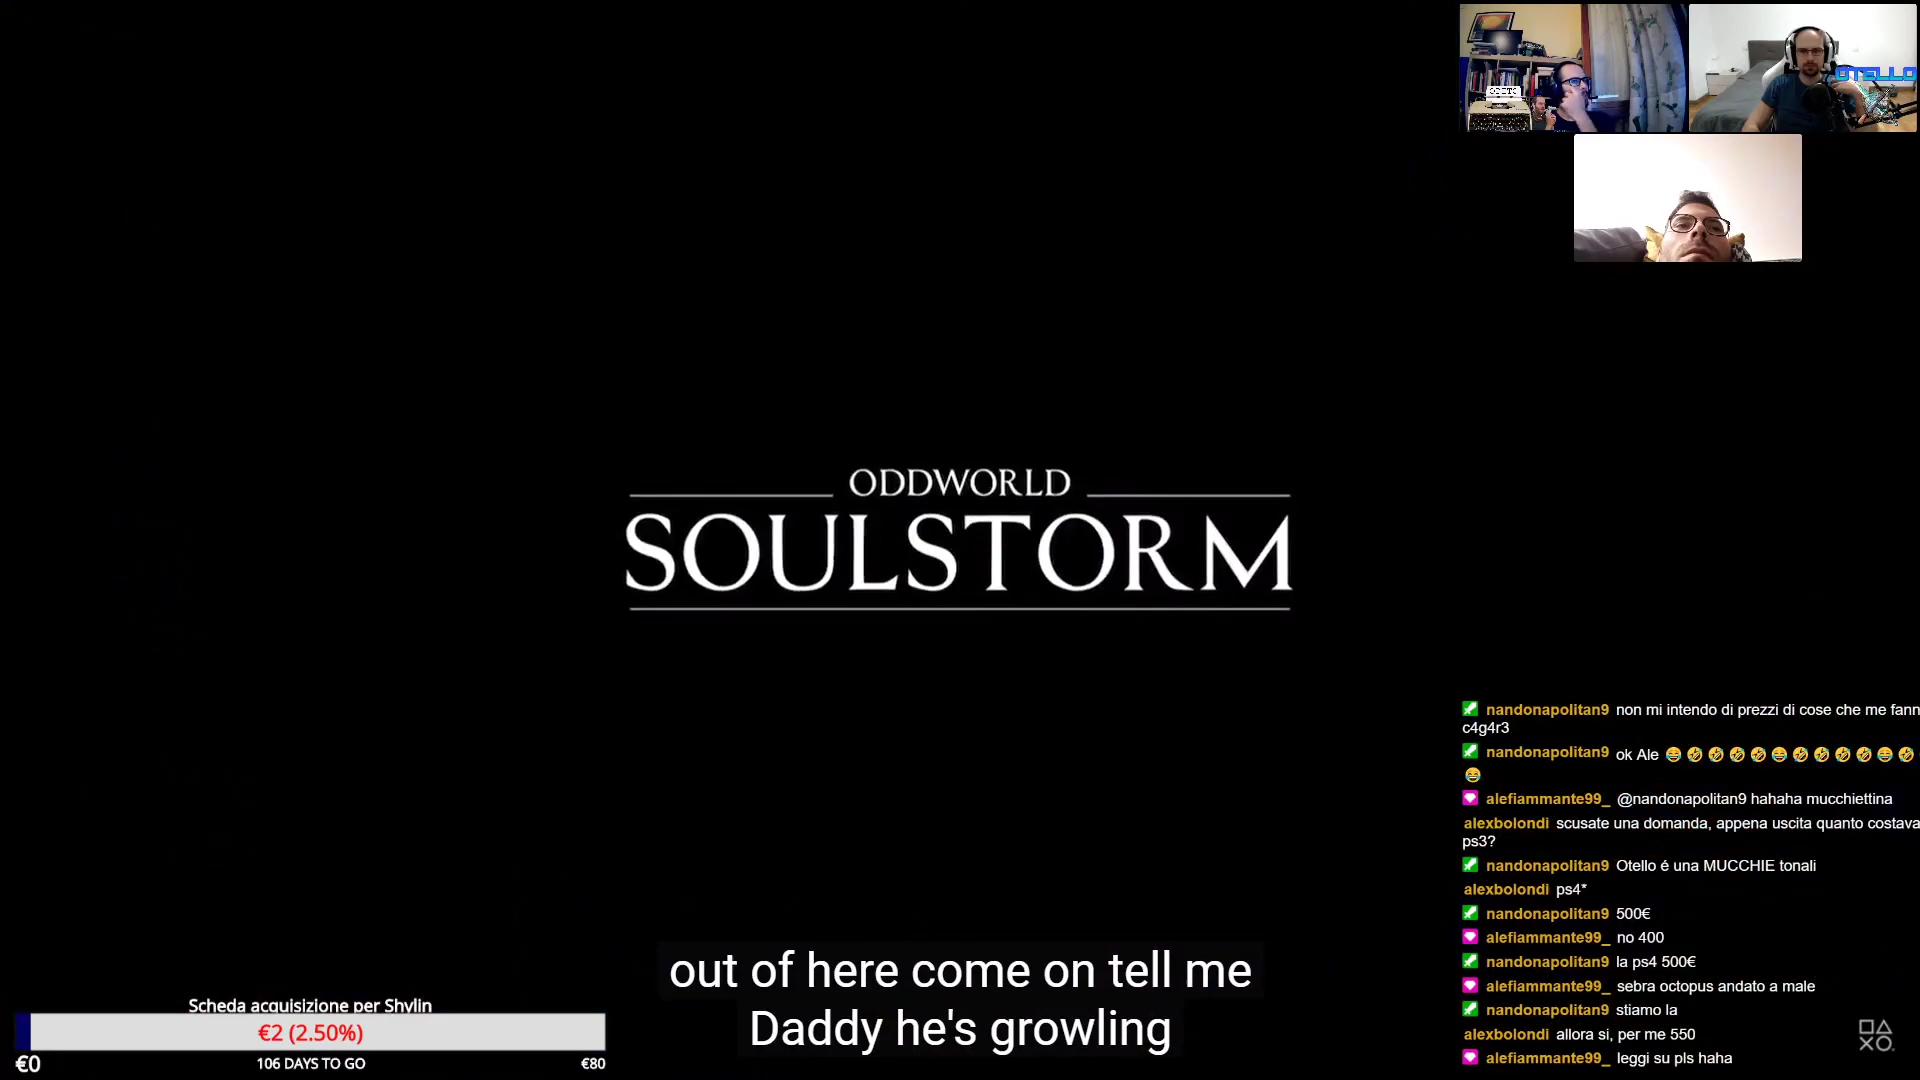 OTELLO
ODDWORLD
SOULSTORM
nandonapolitan9 non mi intendo di prezzi di cose che me fann
c4g4r3
nandonapolitan9 ok Ale 😂🤣🤣🤣🤣😂🤣🤣🤣🤣😂🤣
😂
alefiammante99_ @nandonapolitan9 hahaha mucchiettina
alexbolondi scusate una domanda, appena uscita quanto costava
ps3?
nandonapolitan9 Otello é una MUCCHIE tonali
alexbolondi ps4*
nandonapolitan9 500€
alefiammante99_ no 400
nandonapolitan9 la ps4 500€
alefiammante99_ sebra octopus andato a male
nandonapolitan9 stiamo la
alexbolondi allora si, per me 550
alefiammante99_ leggi su pls haha
out of here come on tell me
Daddy he's growling
Scheda acquisizione per Shylin
€2 (2.50%)
€0 106 DAYS TO GO €80